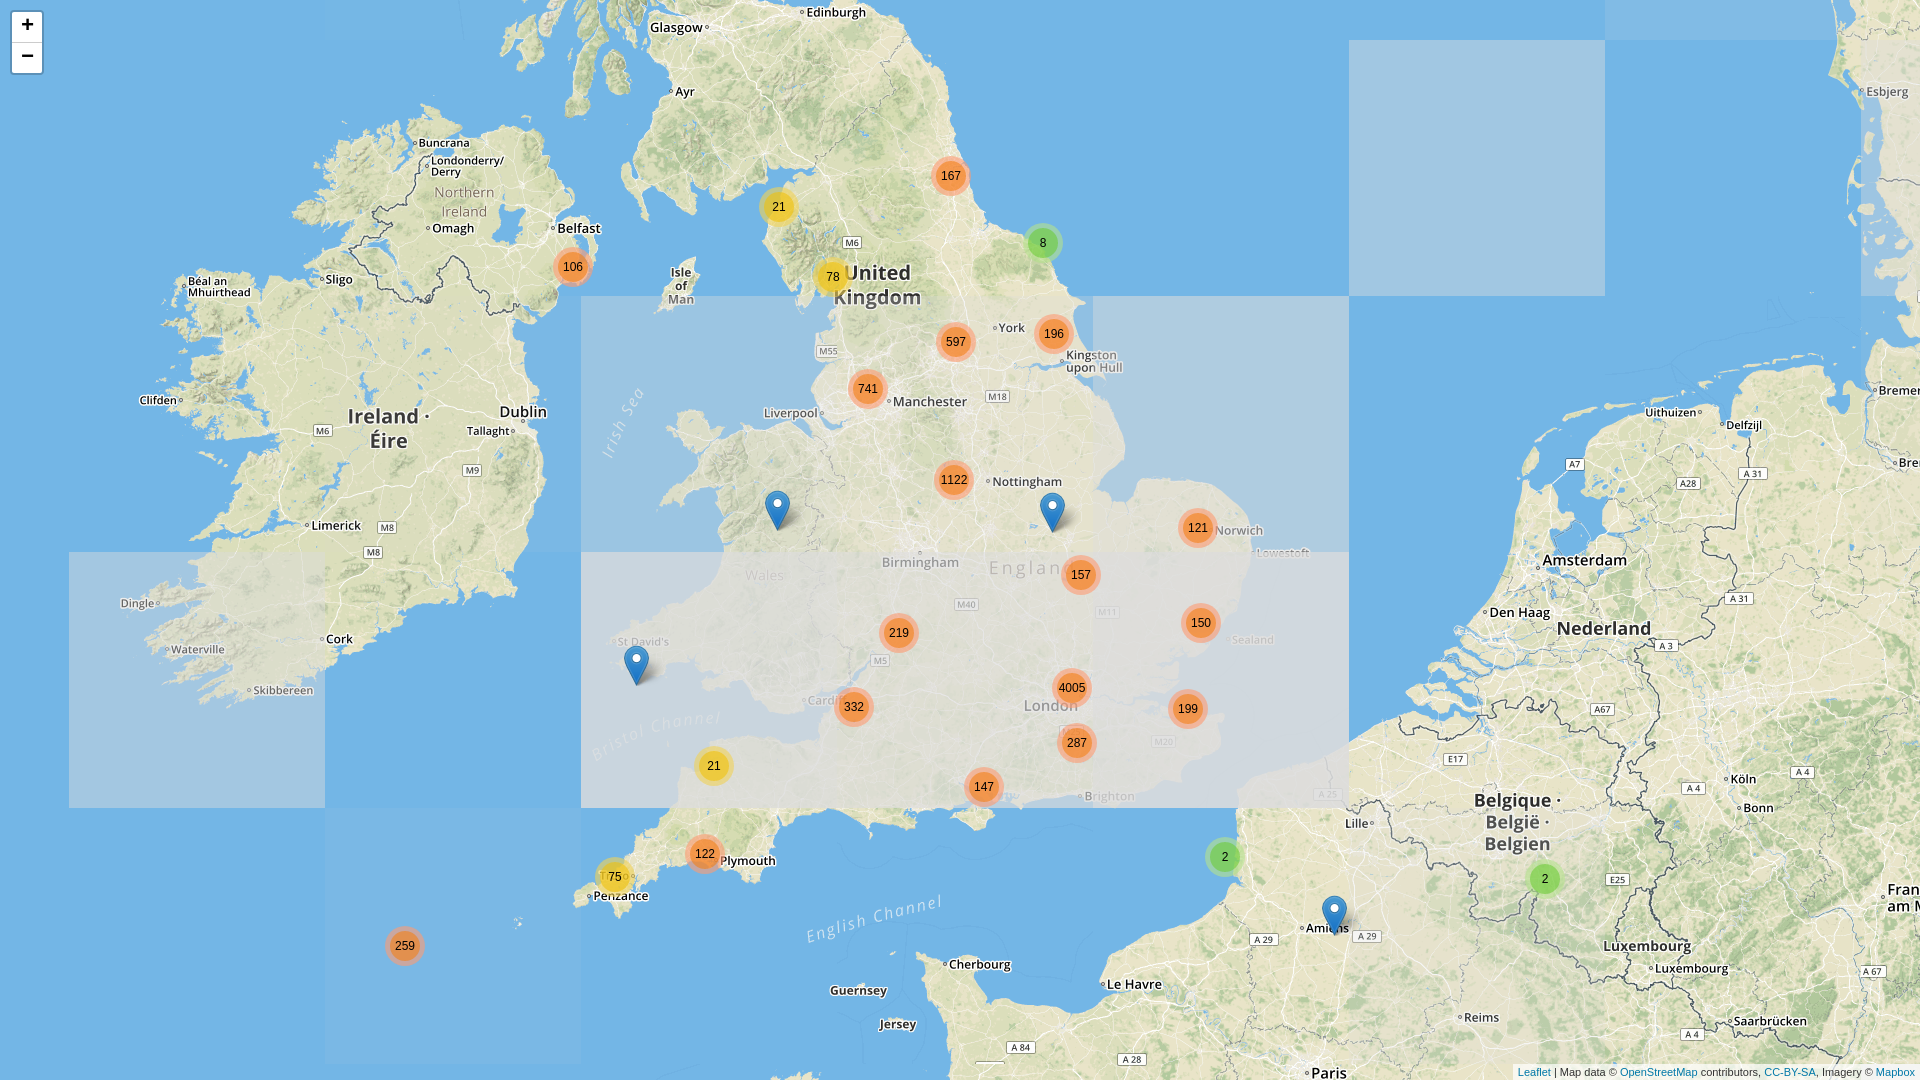 +
−
Glasgow
Edinburgh
Ayr
Esbjerg
Buncrana
Londonderry/
Derry
167
Northern
Ireland
21
Omagh
Belfast
M6
8
106
Isle
of
Man
78
United
Kingdom
Sligo
Béal an
Mhuirthead
York
196
597
M55
Kingston
upon Hull
741
Manchester
M18
Bremer
Clifden
Dublin
Ireland ·
Éire
Irish Sea
Liverpool
Uithuizen
Delfzijl
M6
Tallaght
M9
A7
A 31
Bre
1122
Nottingham
A28
Limerick
M8
121
Norwich
M8
Lowestoft
Birmingham
Englan
157
Wales
Amsterdam
Dingle
M40
M11
A 31
Den Haag
150
219
Nederland
Cork
St David's
Sealand
A 3
Waterville
M5
Skibbereen
4005
Cardiff
332
London
199
A67
Bristol Channel
287
M20
E17
21
Köln
A 4
147
Brighton
A 25
A 4
Belgique ·
België ·
Belgien
Bonn
Lille
122
Plymouth
2
75
2
E25
Penzance
Fran
am M
English Channel
Amiens
A 29
A 29
259
Luxembourg
Cherbourg
Luxembourg
A 67
Le Havre
Guernsey
Reims
Jersey
Saarbrücken
A 84
A 28
A 4
Paris
Leaflet | Map data © OpenStreetMap contributors, CC-BY-SA, Imagery © Mapbox